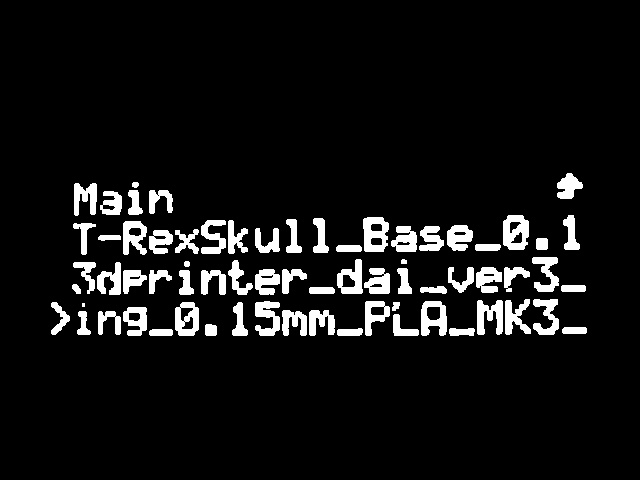 Main
T-RexSkull_Base_0.1
3dprinter_dai_ver3_
>ing_0.15mm_PLA_MK3_